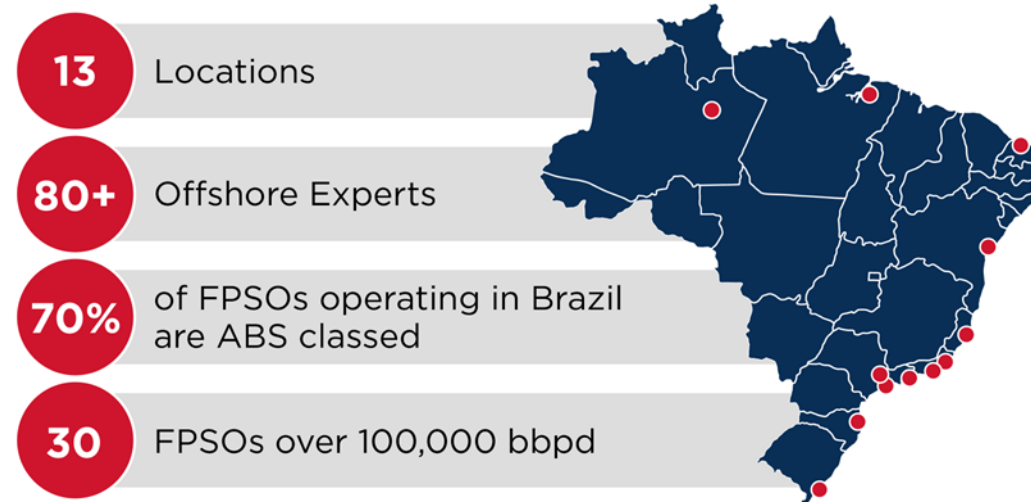 13
Locations
80+
Offshore Experts
70%
of FPSOs operating in Brazil
are ABS classed
30
FPSOs over 100,000 bbpd